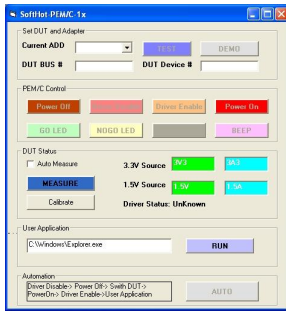 SoftHot-PEM/C-1x
Set DUT and Adapter
Current ADD
TEST
DEMO
DUT BUS #
DUT Device #
PEM/C Control
Power Off
Driver Enable
Power On
GO LED
NOGO LED
BEEP
DUT Status
Auto Measure
3.3V Source
3V3
3A3
MEASURE
1.5V Source
1.5V
1.5A
Calibrate
Driver Status: UnKnown
User Application
C:\Windows\Explorer.exe
RUN
Automation
Driver Disable-> Power Off-> Swith DUT->
PowerOn-> Driver Enable->User Application
AUTO